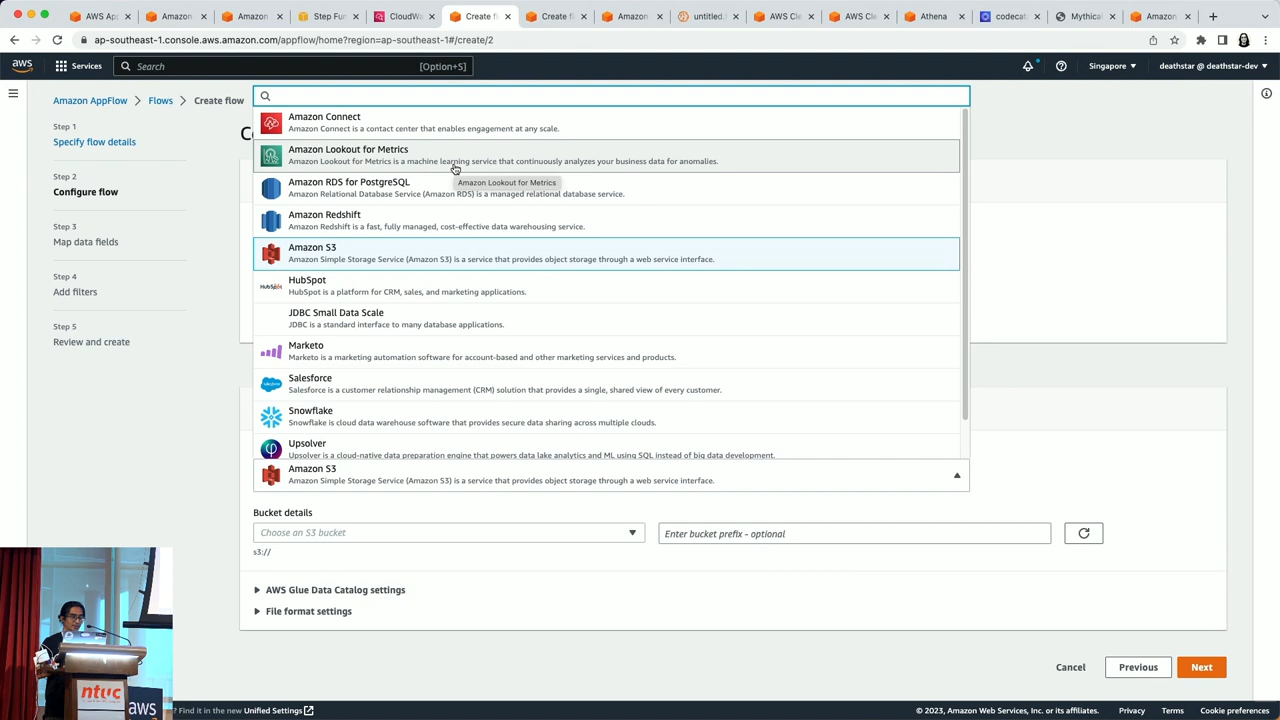 AWS App
Amazon
Amazon
Step Fun
CloudWa
Create f
Create f
Amazon
untitled.
AWS Cle
AWS Cle
Athena
codecat
Mythical
Amazon
ap-southeast-1.console.aws.amazon.com/appflow/home?region=ap-southeast-1#/create/2
aws
Services
Search
[Option+S]
Singapore
deathstar @ deathstar-dev
Amazon AppFlow
Flows
Create flow
Step 1
Specify flow details
Step 2
Configure flow
Step 3
Map data fields
Step 4
Add filters
Step 5
Review and create
Amazon Connect
Amazon Connect is a contact center that enables engagement at any scale.
Amazon Lookout for Metrics
Amazon Lookout for Metrics is a machine learning service that continuously analyzes your business data for anomalies.
Amazon Lookout for Metrics
Amazon RDS for PostgreSQL
Amazon Relational Database Service (Amazon RDS) is a managed relational database service.
Amazon Redshift
Amazon Redshift is a fast, fully managed, cost-effective data warehousing service.
Amazon S3
Amazon Simple Storage Service (Amazon S3) is a service that provides object storage through a web service interface.
HubSpot
HubSpot
HubSpot is a platform for CRM, sales, and marketing applications.
JDBC Small Data Scale
JDBC is a standard interface to many database applications.
Marketo
Marketo is a marketing automation software for account-based and other marketing services and products.
Salesforce
Salesforce is a customer relationship management (CRM) solution that provides a single, shared view of every customer.
Snowflake
Snowflake is cloud data warehouse software that provides secure data sharing across multiple clouds.
Upsolver
Upsolver is a cloud-native data preparation engine that powers data lake analytics and ML using SQL instead of big data development.
Amazon S3
Amazon Simple Storage Service (Amazon S3) is a service that provides object storage through a web service interface.
Bucket details
Choose an S3 bucket
Enter bucket prefix - optional
s3://
AWS Glue Data Catalog settings
File format settings
Cancel
Previous
Next
ntuc
aws
? Find it in the new Unified Settings
© 2023, Amazon Web Services, Inc. or its affiliates.
Privacy
Terms
Cookie preferences